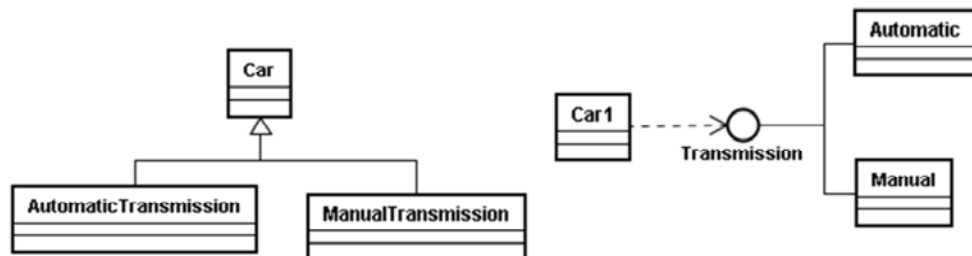 Car
AutomaticTransmission
ManualTransmission
Car1
Transmission
Automatic
Manual